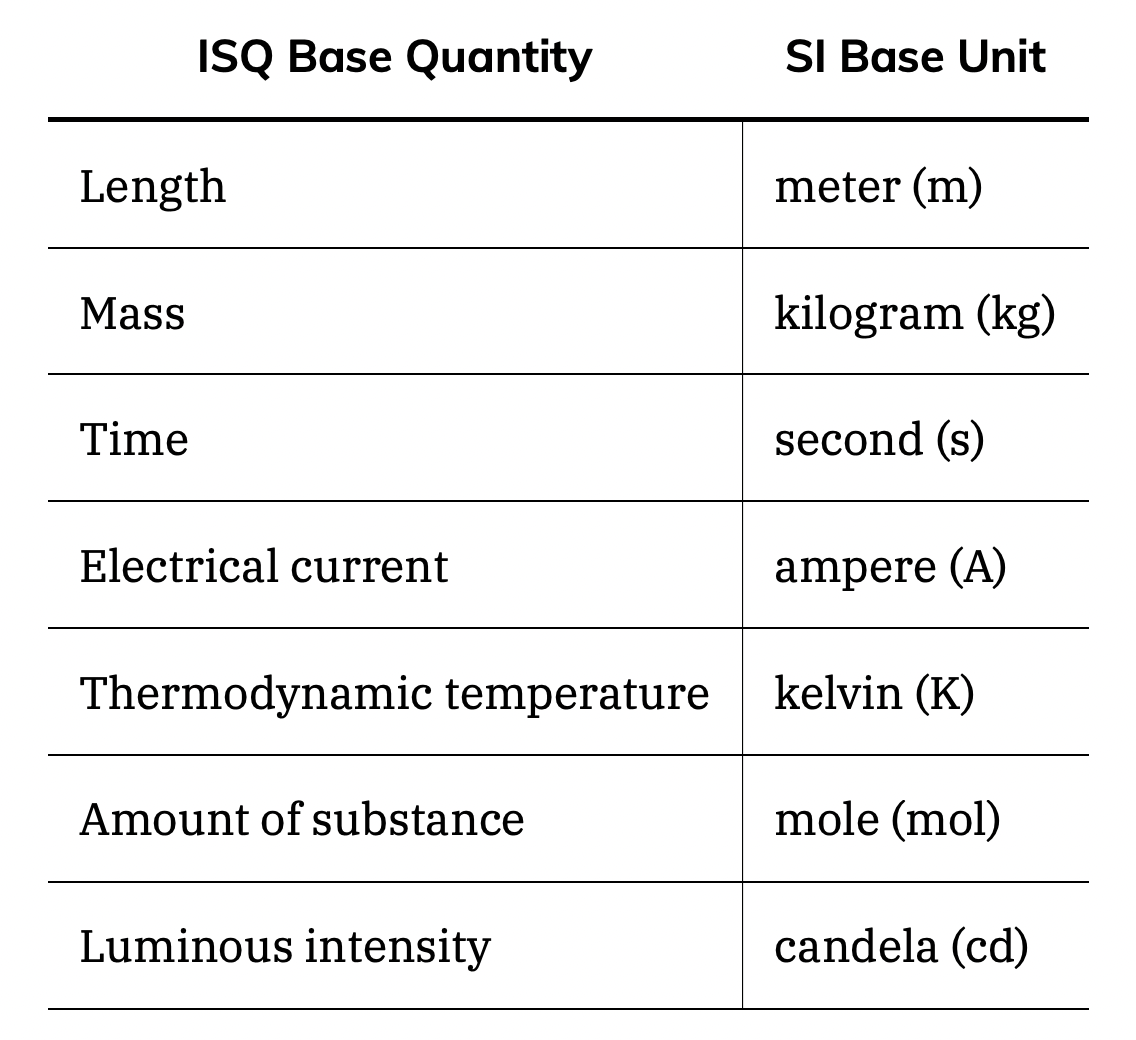 ISQ Base Quantity SI Base Unit
Length meter (m)
Mass kilogram (kg)
Time second (s)
Electrical current ampere (A)
Thermodynamic temperature kelvin (K)
Amount of substance mole (mol)
Luminous intensity candela (cd)